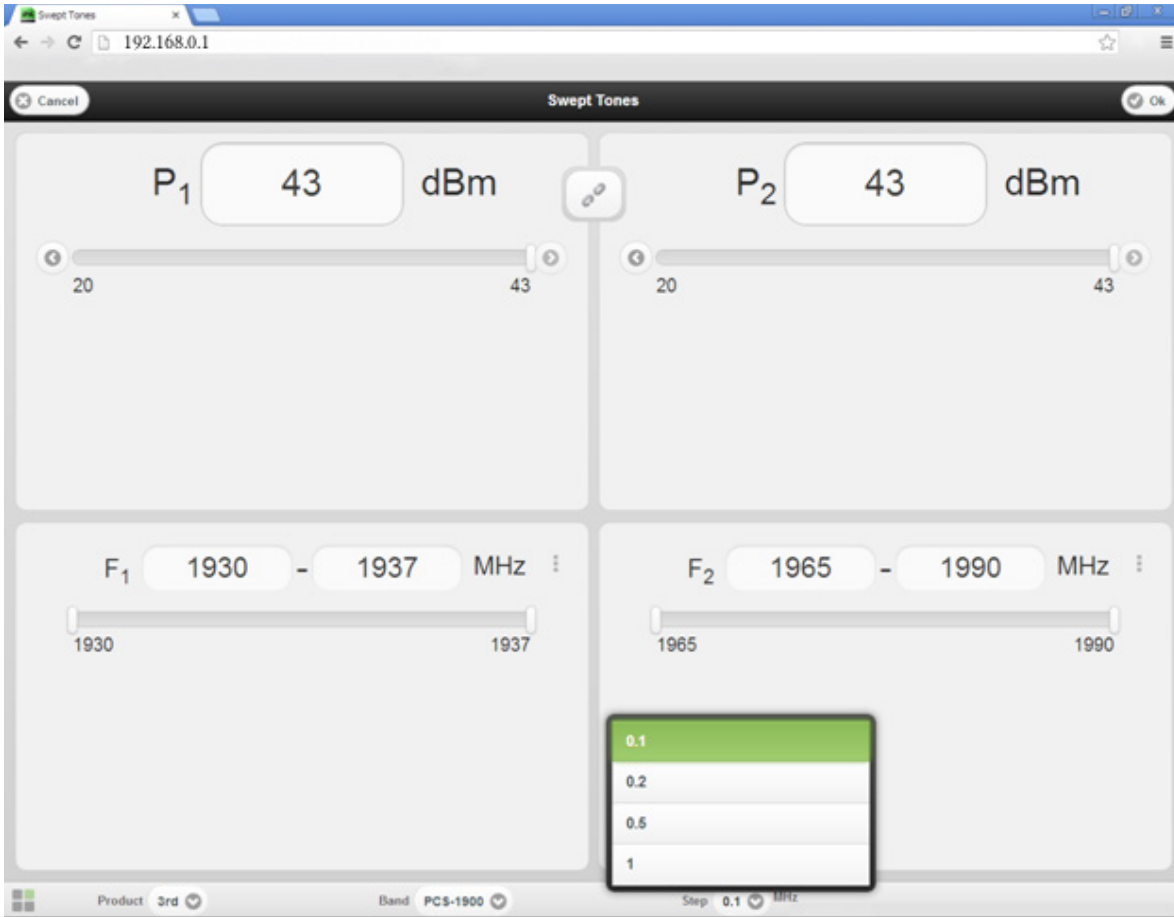 Swept Tones
192.168.0.1
Cancel Swept Tones Ok
P1 43 dBm
20 43
P2 43 dBm
20 43
F1 1930 - 1937 MHz
1930 1937
F2 1965 - 1990 MHz
1965 1990
0.1
0.2
0.5
1
Product 3rd Band PCS-1900 Step 0.1 MHz